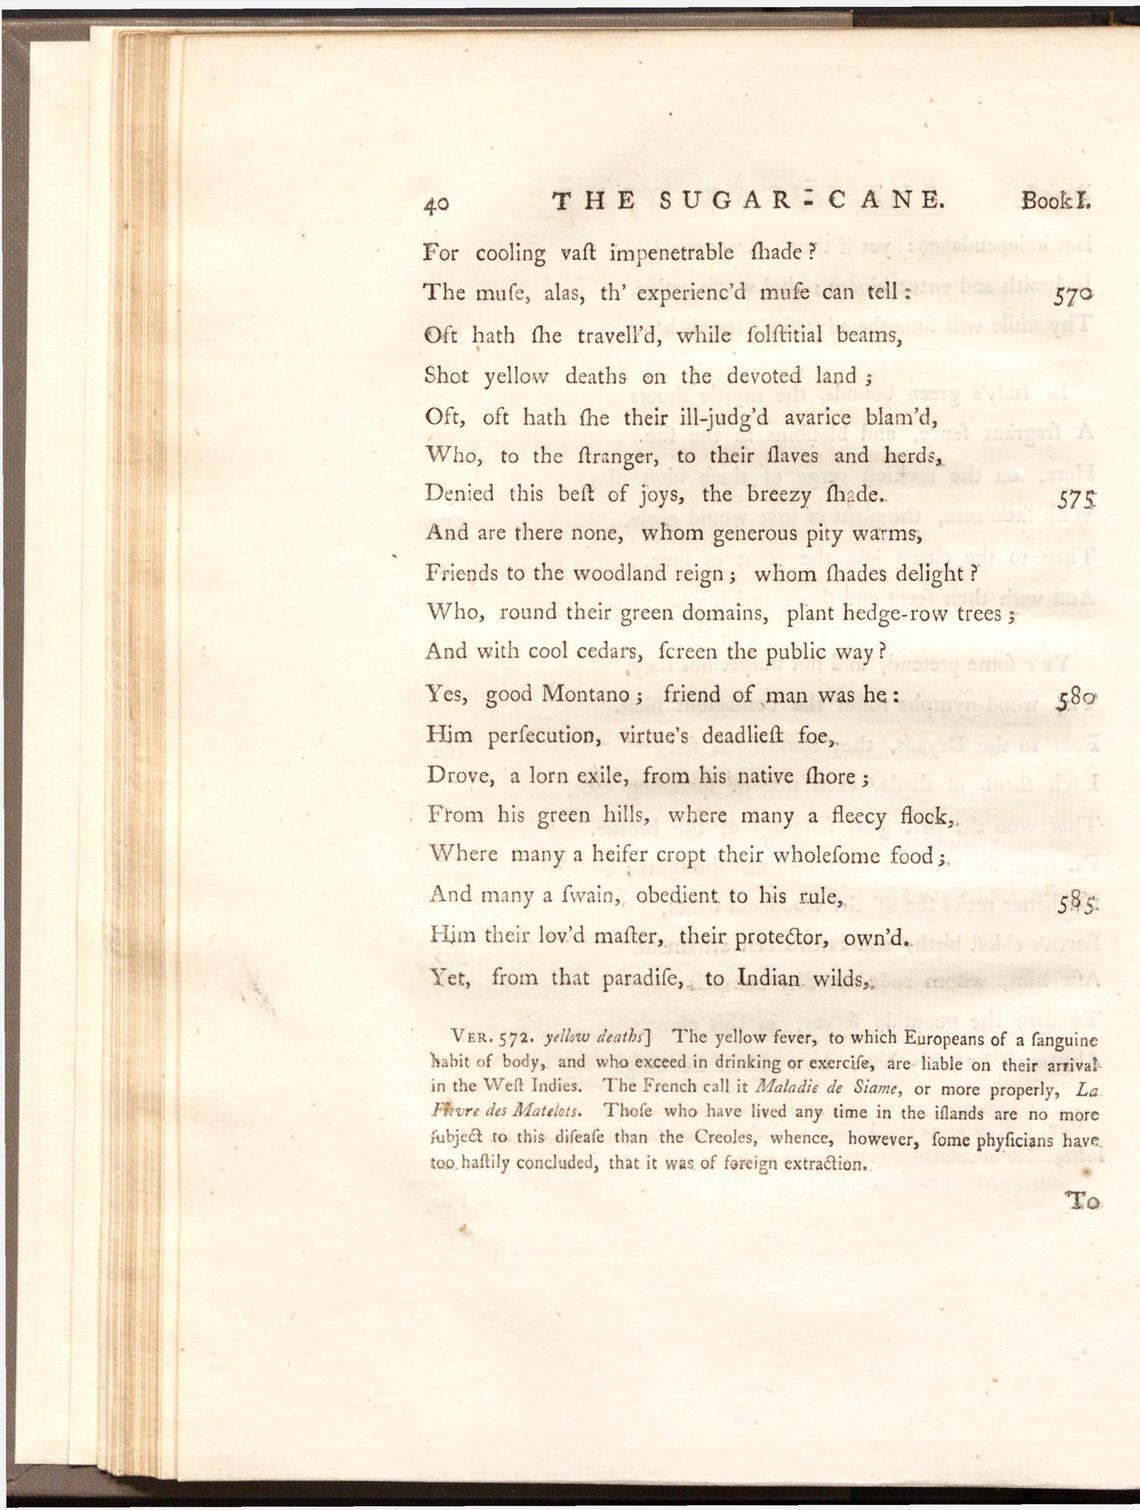 40 THE SUGAR-CANE. Book I.
For cooling vaſt impenetrable ſhade?
The muſe, alas, th' experienc'd muſe can tell: 570
Oft hath ſhe travell'd, while ſolſtitial beams,
Shot yellow deaths on the devoted land;
Oft, oft hath ſhe their ill-judg'd avarice blam'd,
Who, to the ſtranger, to their ſlaves and herds,
Denied this beſt of joys, the breezy ſhade. 575
And are there none, whom generous pity warms,
Friends to the woodland reign; whom ſhades delight?
Who, round their green domains, plant hedge-row trees;
And with cool cedars, ſcreen the public way?
Yes, good Montano; friend of man was he: 580
Him perſecution, virtue's deadlieſt foe,
Drove, a lorn exile, from his native ſhore;
From his green hills, where many a fleecy flock,
Where many a heifer cropt their wholeſome food;
And many a ſwain, obedient to his rule, 585
Him their lov'd maſter, their protector, own'd.
Yet, from that paradiſe, to Indian wilds,
VER. 572. yellow deaths] The yellow fever, to which Europeans of a ſanguine
habit of body, and who exceed in drinking or exerciſe, are liable on their arrival
in the Weſt Indies. The French call it Maladie de Siame, or more properly, La
Fievre des Matelots. Thoſe who have lived any time in the iſlands are no more
ſubject to this diſeaſe than the Creoles, whence, however, ſome phyſicians have
too haſtily concluded, that it was of foreign extraction.
To